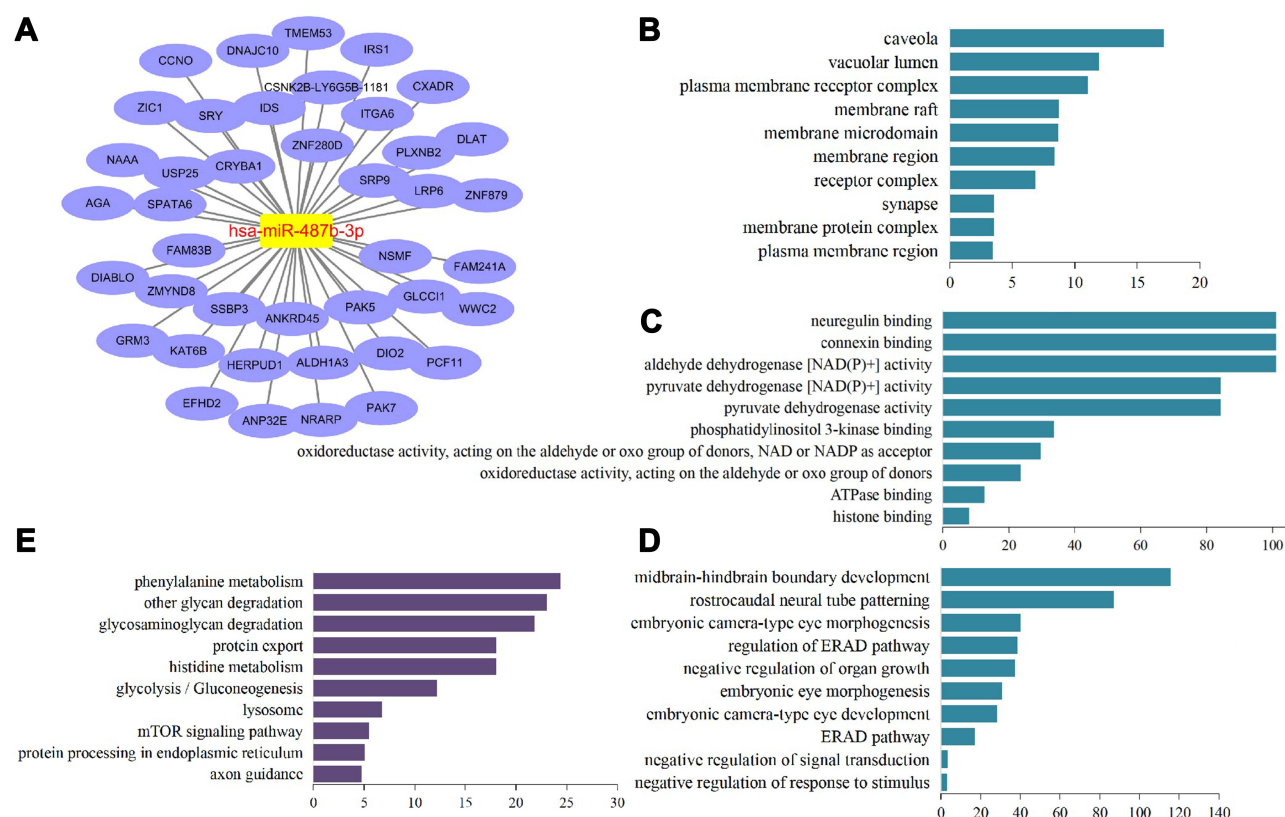 A
TMEM53
DNAJC10
IRS1
CCNO
CSNK2B-LY6G5B-1181
CXADR
ZIC1
SRY
IDS
ITGA6
ZNF280D
PLXNB2
DLAT
NAAA
USP25
CRYBA1
SRP9
LRP6
ZNF879
AGA
SPATA6
hsa-miR-487b-3p
FAM83B
NSMF
FAM241A
DIABLO
ZMYND8
GLCCI1
WWC2
SSBP3
ANKRD45
PAK5
GRM3
KAT6B
HERPUD1
ALDH1A3
DIO2
PCF11
EFHD2
ANP32E
NRARP
PAK7
B
caveola
vacuolar lumen
plasma membrane receptor complex
membrane raft
membrane microdomain
membrane region
receptor complex
synapse
membrane protein complex
plasma membrane region
0 5 10 15 20
C
neuregulin binding
connexin binding
aldehyde dehydrogenase [NAD(P)+] activity
pyruvate dehydrogenase [NAD(P)+] activity
pyruvate dehydrogenase activity
phosphatidylinositol 3-kinase binding
oxidoreductase activity, acting on the aldehyde or oxo group of donors, NAD or NADP as acceptor
oxidoreductase activity, acting on the aldehyde or oxo group of donors
ATPase binding
histone binding
0 20 40 60 80 100
D
midbrain-hindbrain boundary development
rostrocaudal neural tube patterning
embryonic camera-type eye morphogenesis
regulation of ERAD pathway
negative regulation of organ growth
embryonic eye morphogenesis
embryonic camera-type eye development
ERAD pathway
negative regulation of signal transduction
negative regulation of response to stimulus
0 20 40 60 80 100 120 140
E
phenylalanine metabolism
other glycan degradation
glycosaminoglycan degradation
protein export
histidine metabolism
glycolysis / Gluconeogenesis
lysosome
mTOR signaling pathway
protein processing in endoplasmic reticulum
axon guidance
0 5 10 15 20 25 30